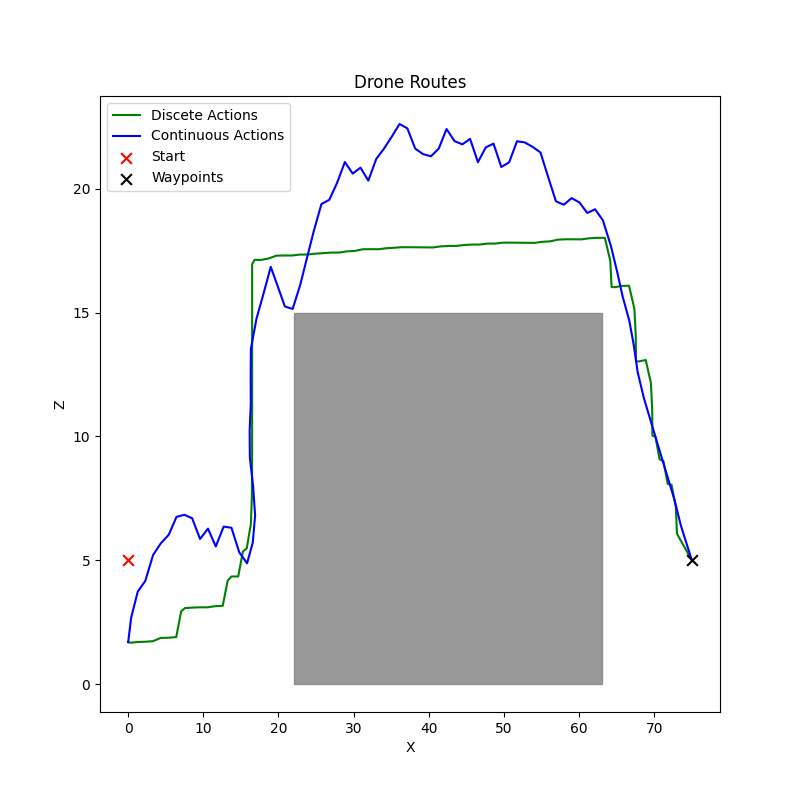 Drone Routes
Discete Actions
Continuous Actions
Start
Waypoints
20
15
10
5
0
Z
0 10 20 30 40 50 60 70
X